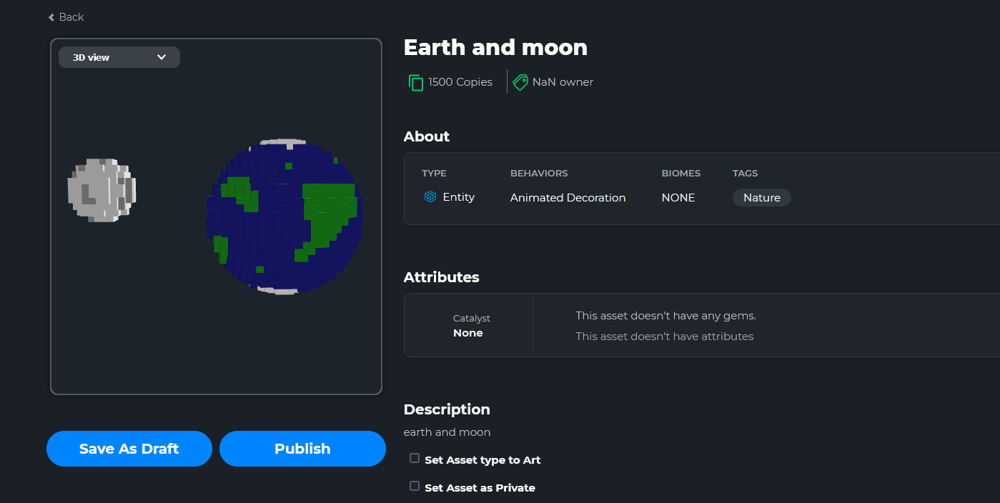 Back
3D view
Earth and moon
1500 Copies
NaN owner
About
TYPE BEHAVIORS BIOMES TAGS
Entity Animated Decoration NONE Nature
Attributes
Catalyst
None
This asset doesn't have any gems.
This asset doesn't have attributes
Description
earth and moon
Set Asset type to Art
Set Asset as Private
Save As Draft
Publish